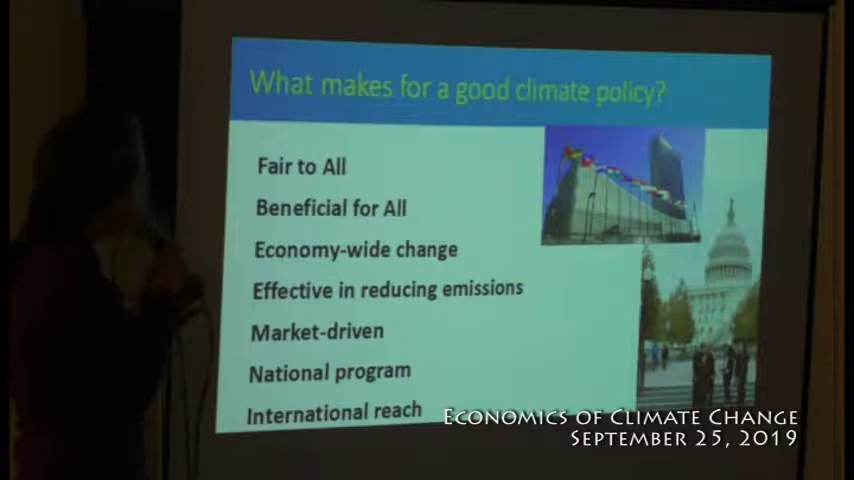 What makes for a good climate policy?
Fair to All
Beneficial for All
Economy-wide change
Effective in reducing emissions
Market-driven
National program
International reach
Economics of Climate Change
September 25, 2019